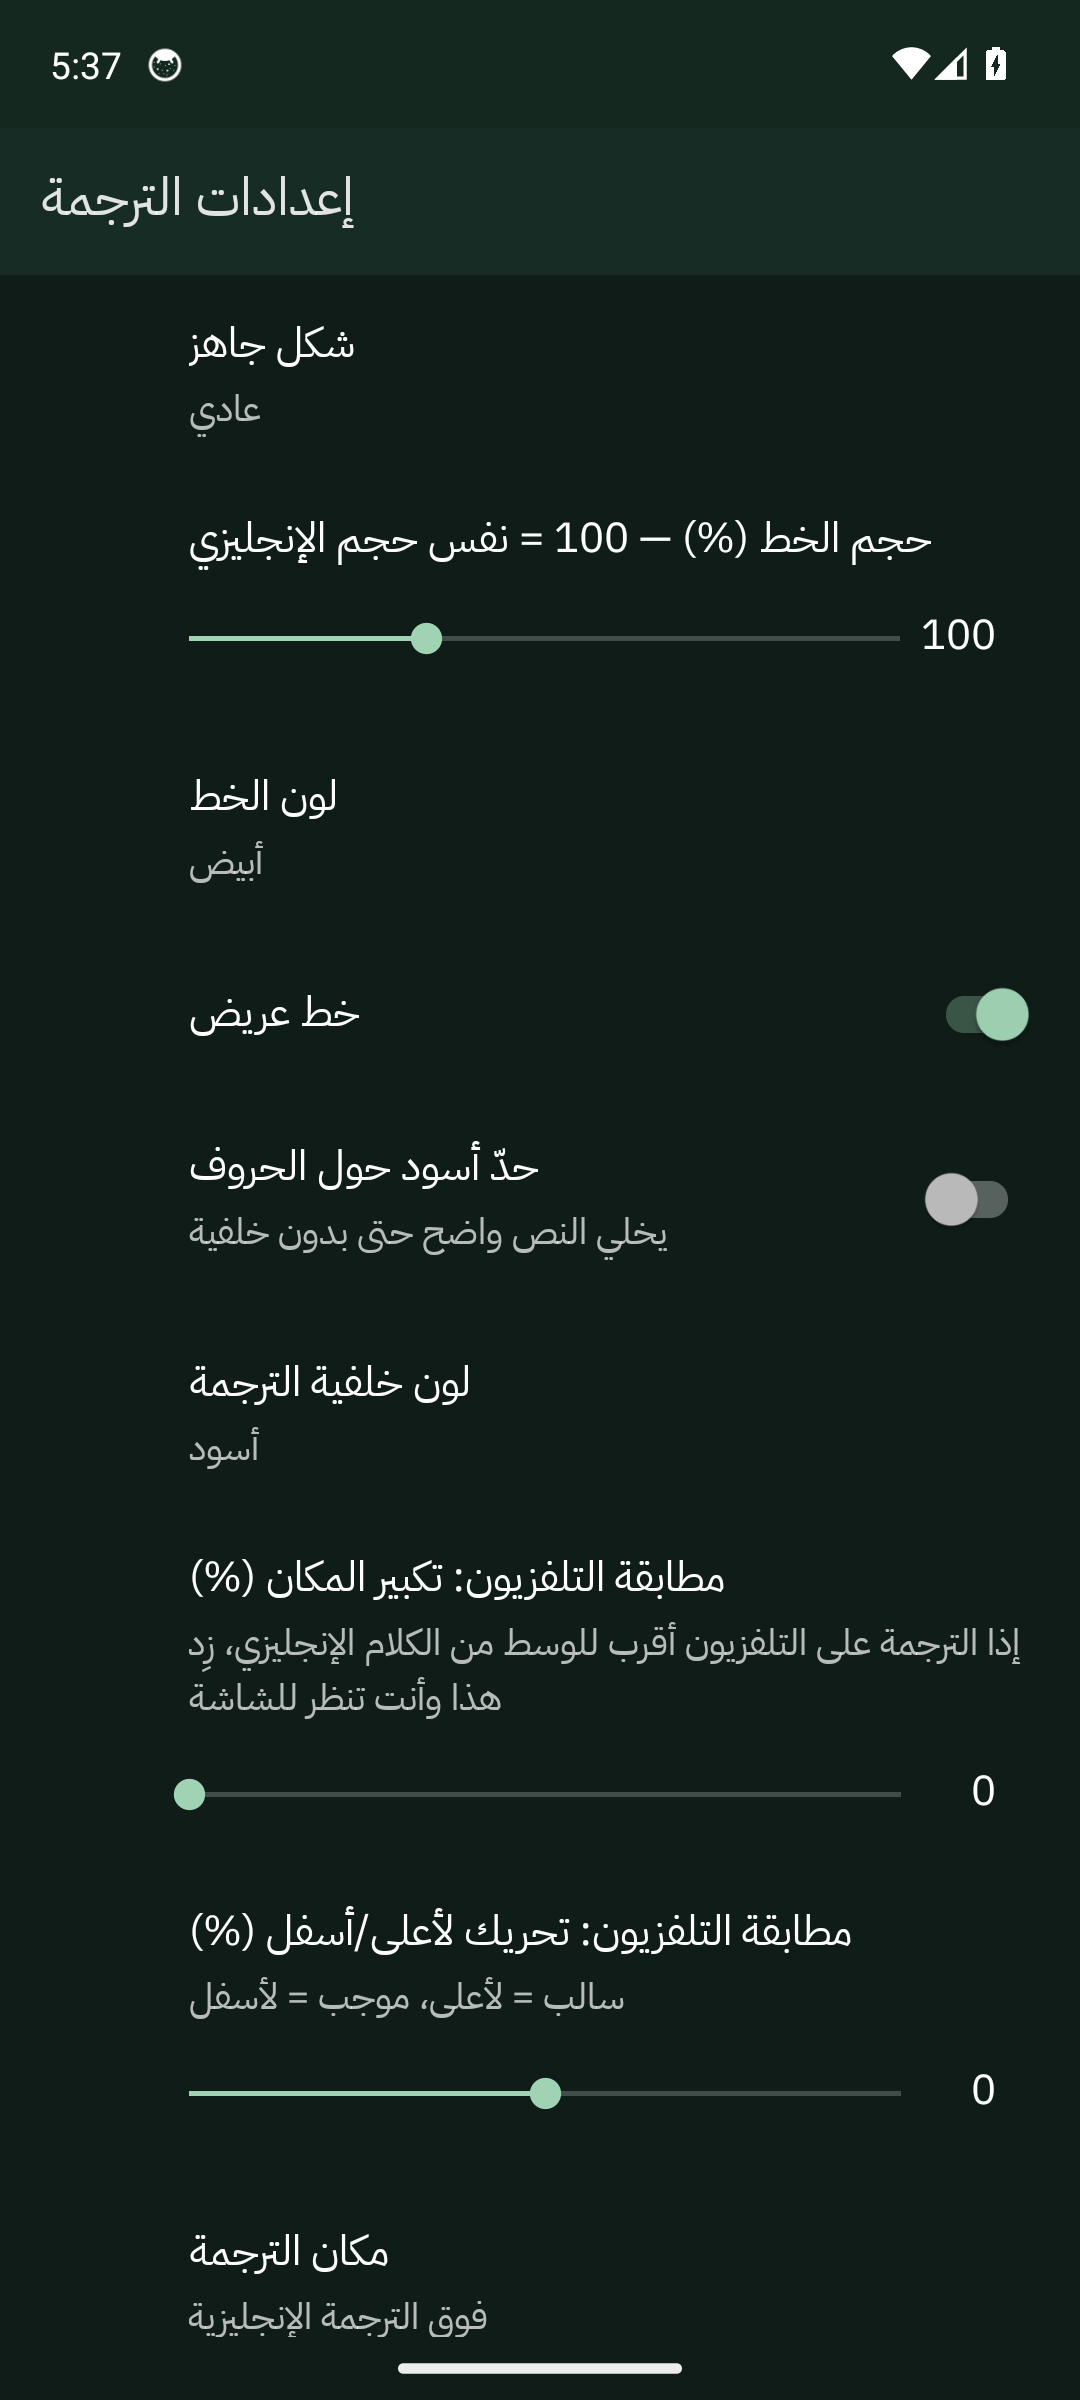 5:37
إعدادات الترجمة
شكل جاهز
عادي
حجم الخط (%) – 100 = نفس حجم الإنجليزي
100
لون الخط
أبيض
خط عريض
حدّ أسود حول الحروف
يخلي النص واضح حتى بدون خلفية
لون خلفية الترجمة
أسود
مطابقة التلفزيون: تكبير المكان (%)
إذا الترجمة على التلفزيون أقرب للوسط من الكلام الإنجليزي، زِد
هذا وأنت تنظر للشاشة
0
مطابقة التلفزيون: تحريك لأعلى/أسفل (%)
سالب = لأعلى، موجب = لأسفل
0
مكان الترجمة
فوق الترجمة الإنجليزية